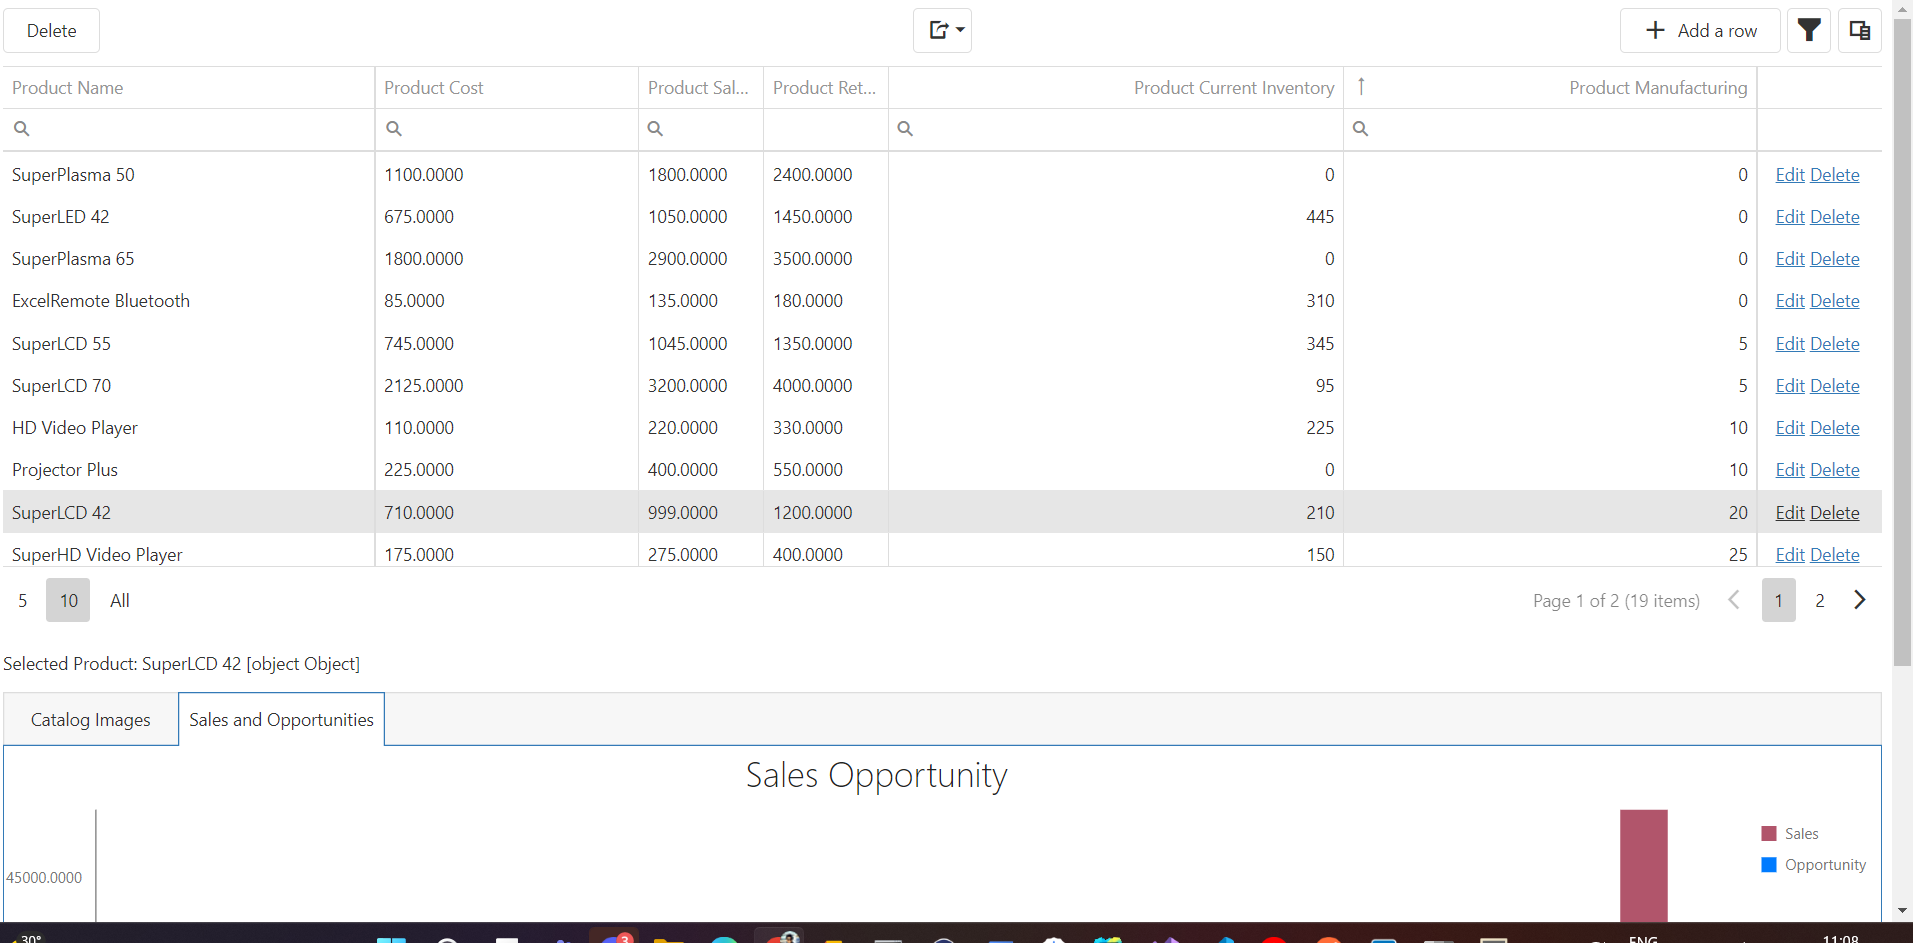 Delete
Add a row
Product Name Product Cost Product Sal... Product Ret... Product Current Inventory ↑ Product Manufacturing
SuperPlasma 50 1100.0000 1800.0000 2400.0000 0 0 Edit Delete
SuperLED 42 675.0000 1050.0000 1450.0000 445 0 Edit Delete
SuperPlasma 65 1800.0000 2900.0000 3500.0000 0 0 Edit Delete
ExcelRemote Bluetooth 85.0000 135.0000 180.0000 310 0 Edit Delete
SuperLCD 55 745.0000 1045.0000 1350.0000 345 5 Edit Delete
SuperLCD 70 2125.0000 3200.0000 4000.0000 95 5 Edit Delete
HD Video Player 110.0000 220.0000 330.0000 225 10 Edit Delete
Projector Plus 225.0000 400.0000 550.0000 0 10 Edit Delete
SuperLCD 42 710.0000 999.0000 1200.0000 210 20 Edit Delete
SuperHD Video Player 175.0000 275.0000 400.0000 150 25 Edit Delete
5 10 All Page 1 of 2 (19 items) 1 2
Selected Product: SuperLCD 42 [object Object]
Catalog Images Sales and Opportunities
Sales Opportunity
Sales
Opportunity
45000.0000
30° 3 ENG 11:08